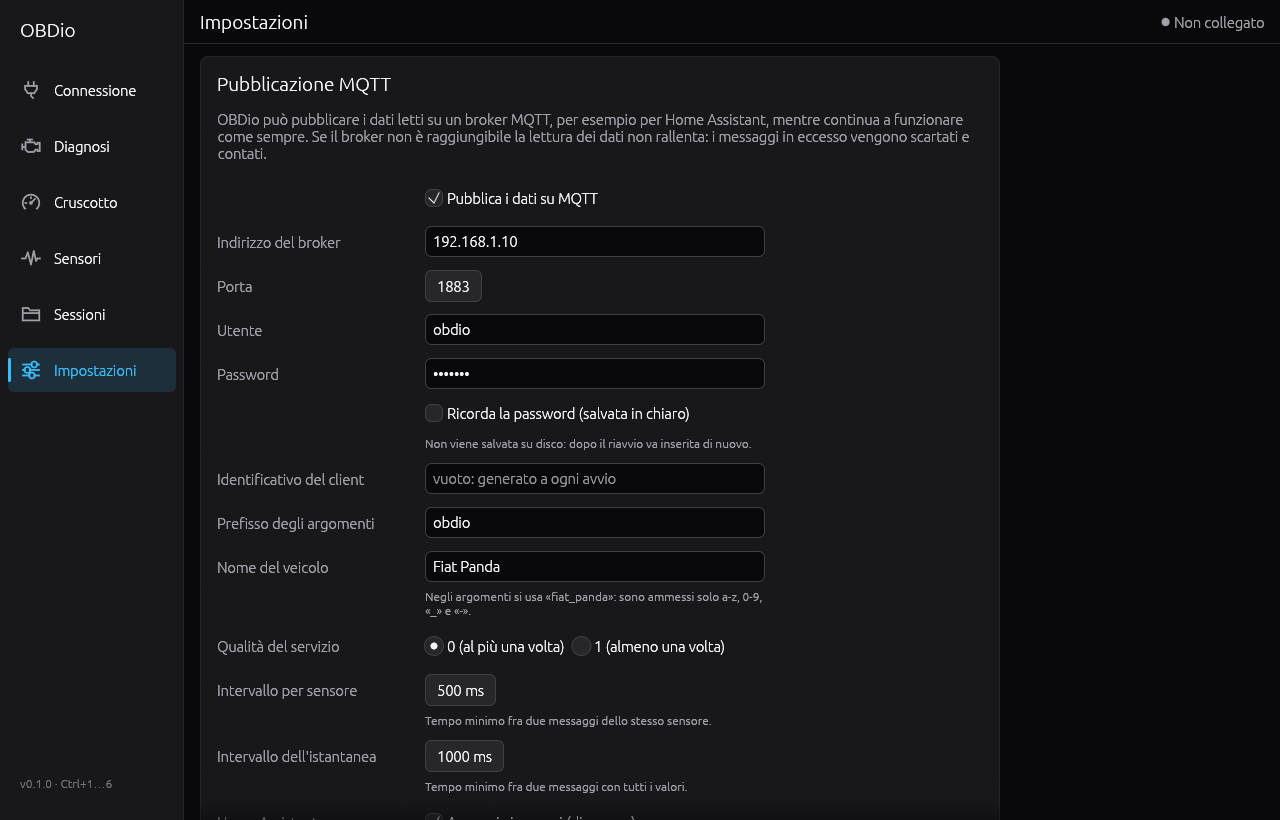 OBDio
Impostazioni
Non collegato
Connessione
Diagnosi
Cruscotto
Sensori
Sessioni
Impostazioni
v0.1.0 · Ctrl+1…6
Pubblicazione MQTT
OBDio può pubblicare i dati letti su un broker MQTT, per esempio per Home Assistant, mentre continua a funzionare
come sempre. Se il broker non è raggiungibile la lettura dei dati non rallenta: i messaggi in eccesso vengono scartati e
contati.
Pubblica i dati su MQTT
Indirizzo del broker 192.168.1.10
Porta 1883
Utente obdio
Password •••••••
Ricorda la password (salvata in chiaro)
Non viene salvata su disco: dopo il riavvio va inserita di nuovo.
Identificativo del client vuoto: generato a ogni avvio
Prefisso degli argomenti obdio
Nome del veicolo Fiat Panda
Negli argomenti si usa «fiat_panda»: sono ammessi solo a-z, 0-9,
«_» e «-».
Qualità del servizio 0 (al più una volta) 1 (almeno una volta)
Intervallo per sensore 500 ms
Tempo minimo fra due messaggi dello stesso sensore.
Intervallo dell'istantanea 1000 ms
Tempo minimo fra due messaggi con tutti i valori.